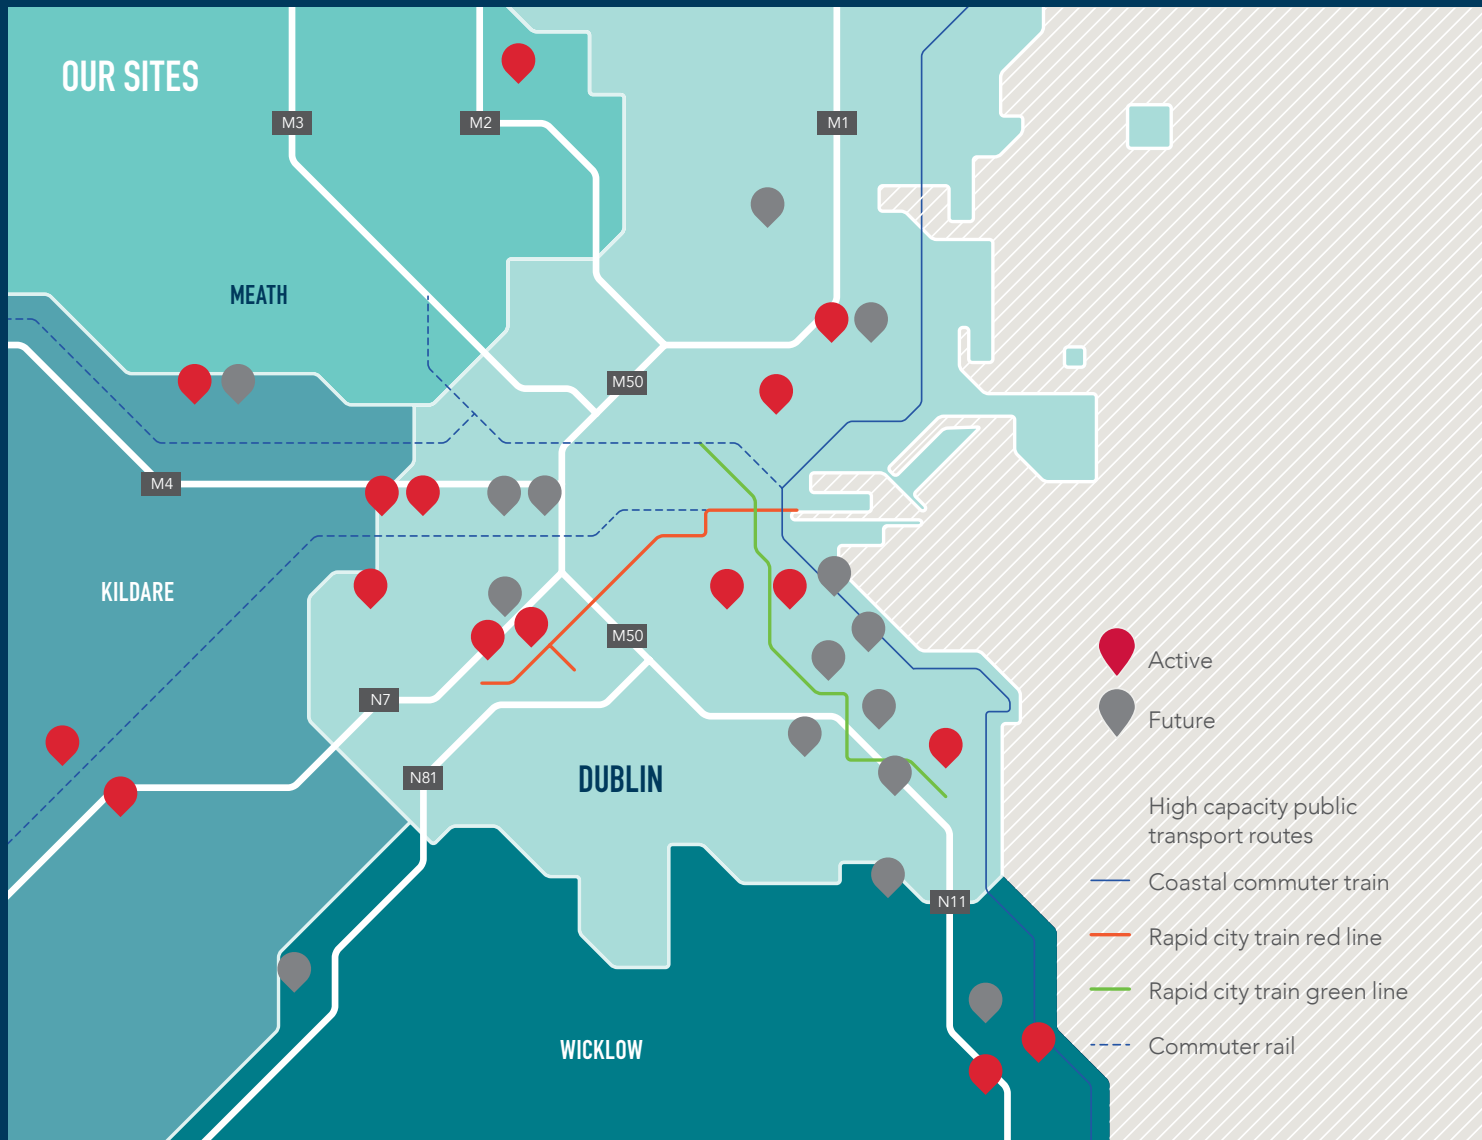 OUR SITES
M3
M2
M1
MEATH
M50
M4
KILDARE
M50
N7
N81
DUBLIN
N11
WICKLOW
Active
Future
High capacity public
transport routes
Coastal commuter train
Rapid city train red line
Rapid city train green line
Commuter rail